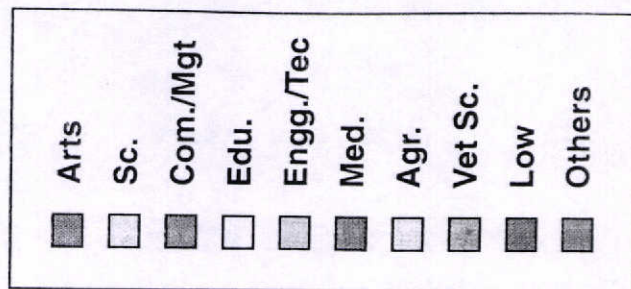 Arts
Sc.
Com./Mgt
Edu.
Engg./Tec
Med.
Agr.
Vet Sc.
Low
Others